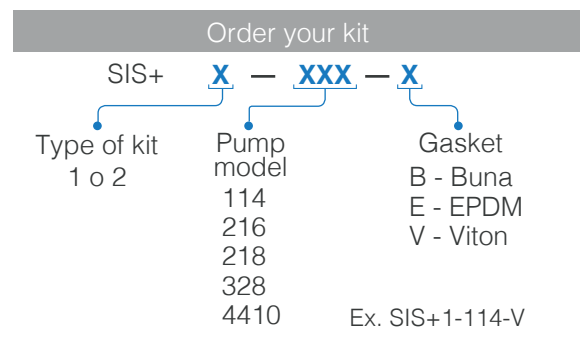 Order your kit
SIS+ X — XXX — X
Type of kit
1 o 2
Pump
model
114
216
218
328
4410
Gasket
B - Buna
E - EPDM
V - Viton
Ex. SIS+1-114-V